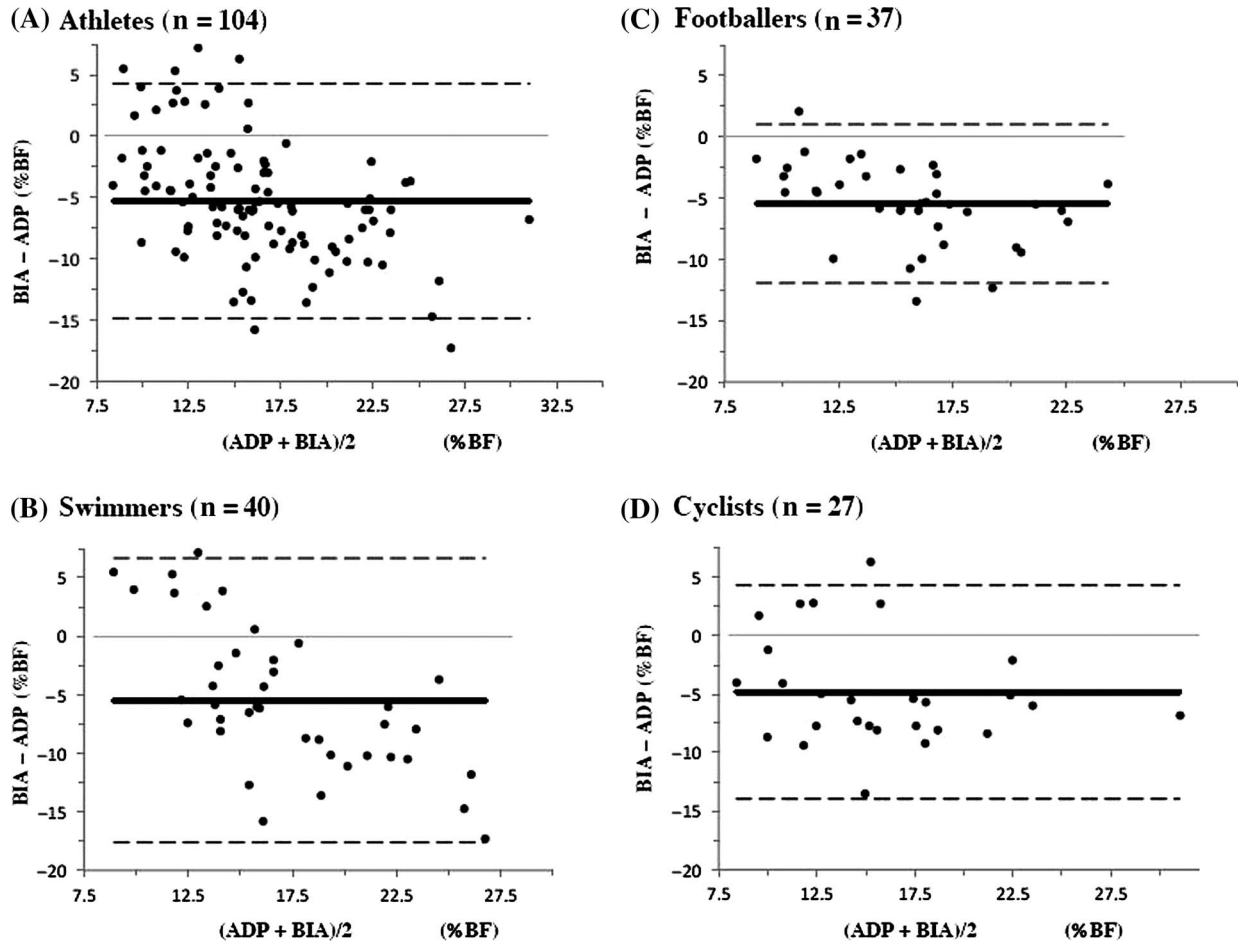 (A) Athletes (n = 104)
BIA – ADP (%BF)
5
0
−5
−10
−15
−20
7.5 12.5 17.5 22.5 27.5 32.5
(ADP + BIA)/2 (%BF)
(C) Footballers (n = 37)
BIA – ADP (%BF)
5
0
−5
−10
−15
−20
7.5 12.5 17.5 22.5 27.5
(ADP + BIA)/2 (%BF)
(B) Swimmers (n = 40)
BIA – ADP (%BF)
5
0
−5
−10
−15
−20
7.5 12.5 17.5 22.5 27.5
(ADP + BIA)/2 (%BF)
(D) Cyclists (n = 27)
BIA – ADP (%BF)
5
0
−5
−10
−15
−20
7.5 12.5 17.5 22.5 27.5
(ADP + BIA)/2 (%BF)